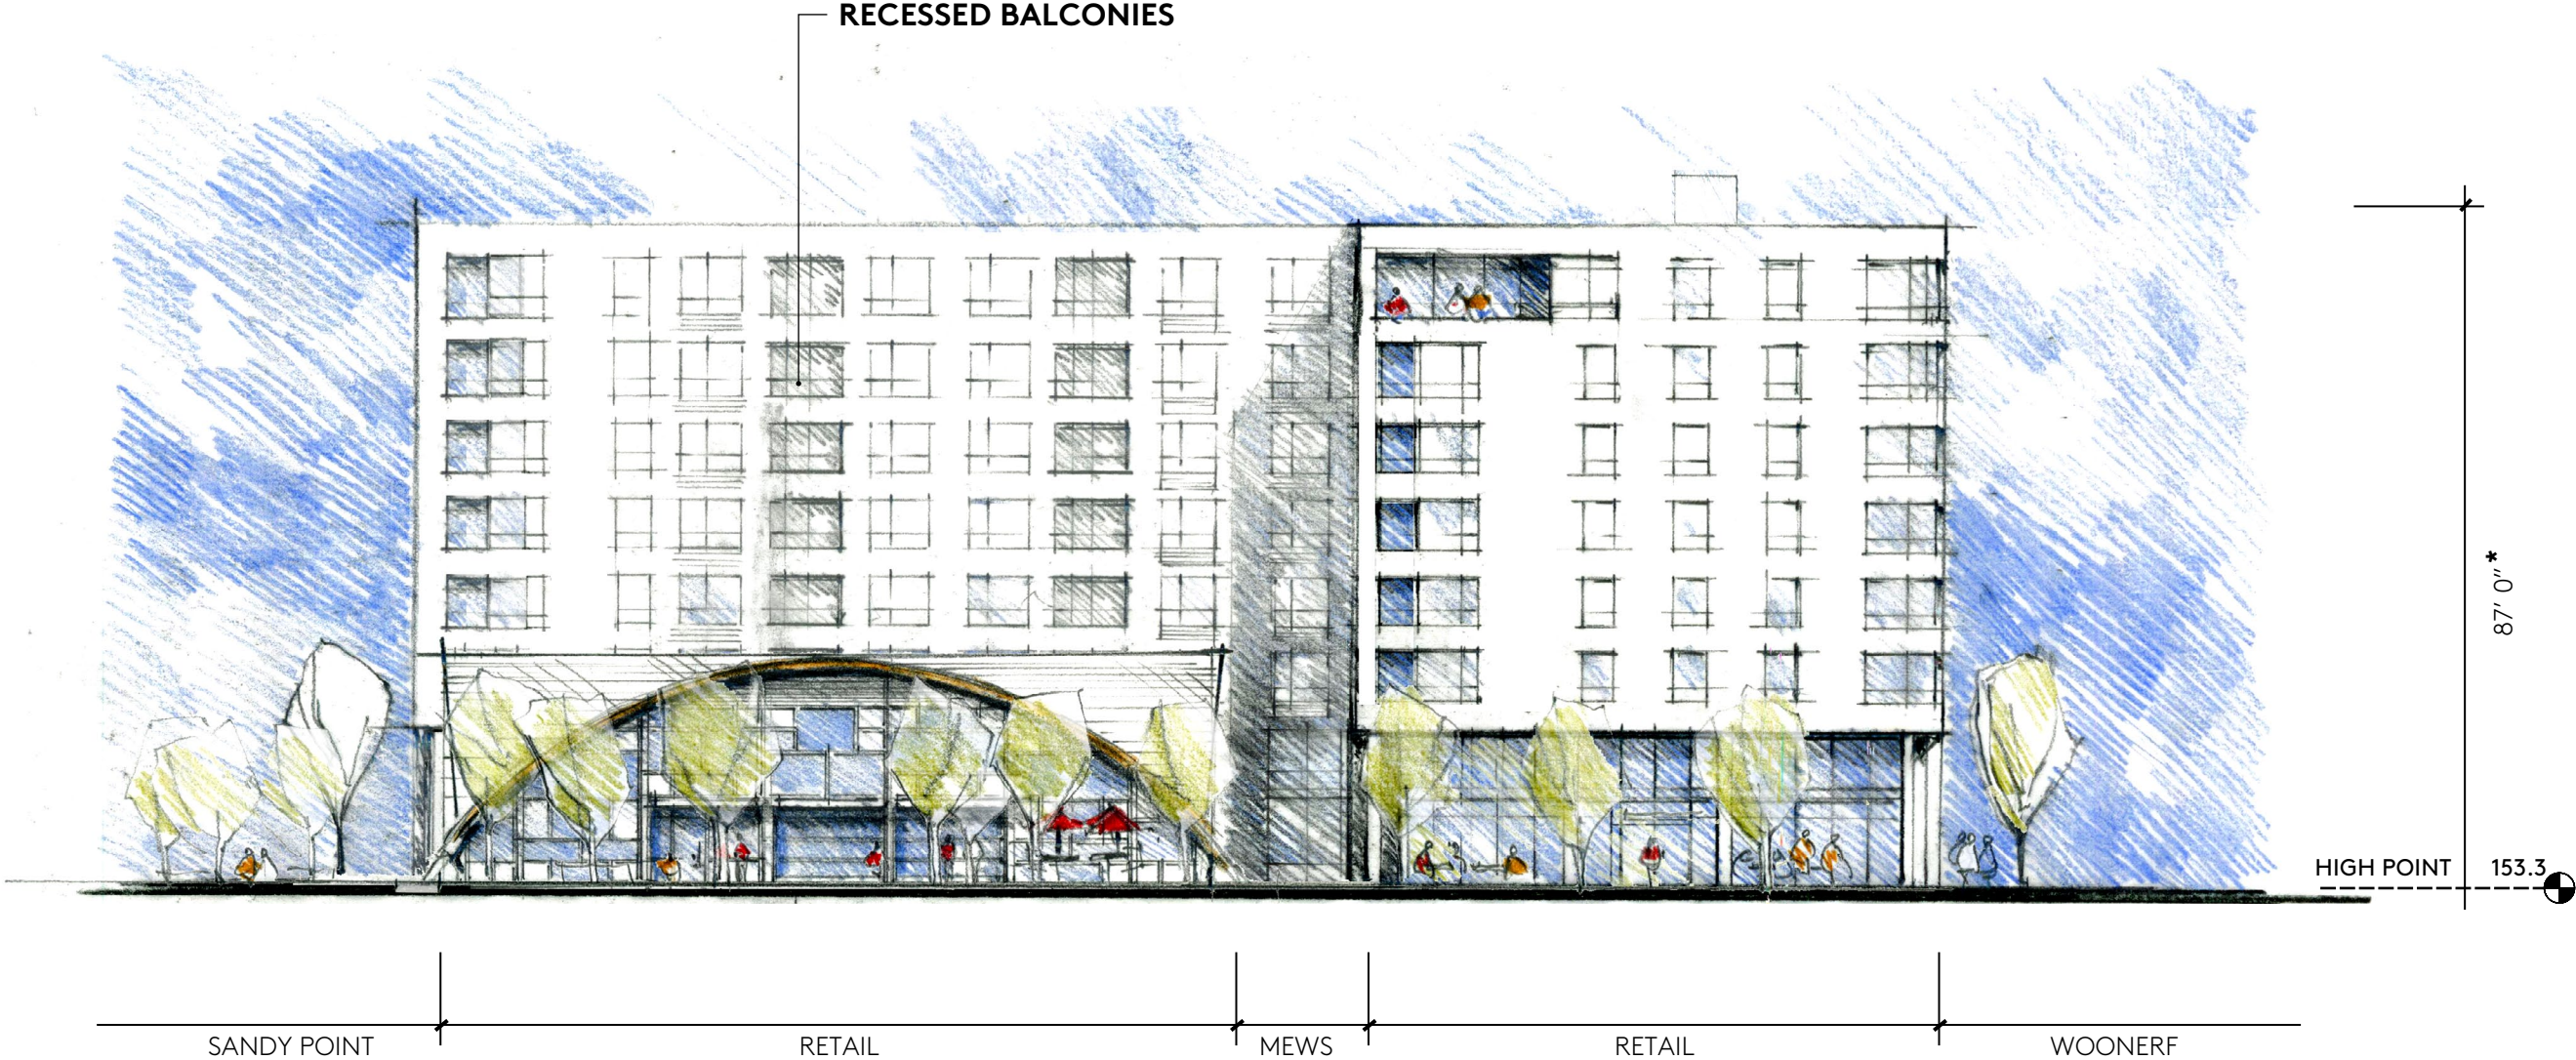 RECESSED BALCONIES
87' 0"*
HIGH POINT 153.3
SANDY POINT RETAIL MEWS RETAIL WOONERF